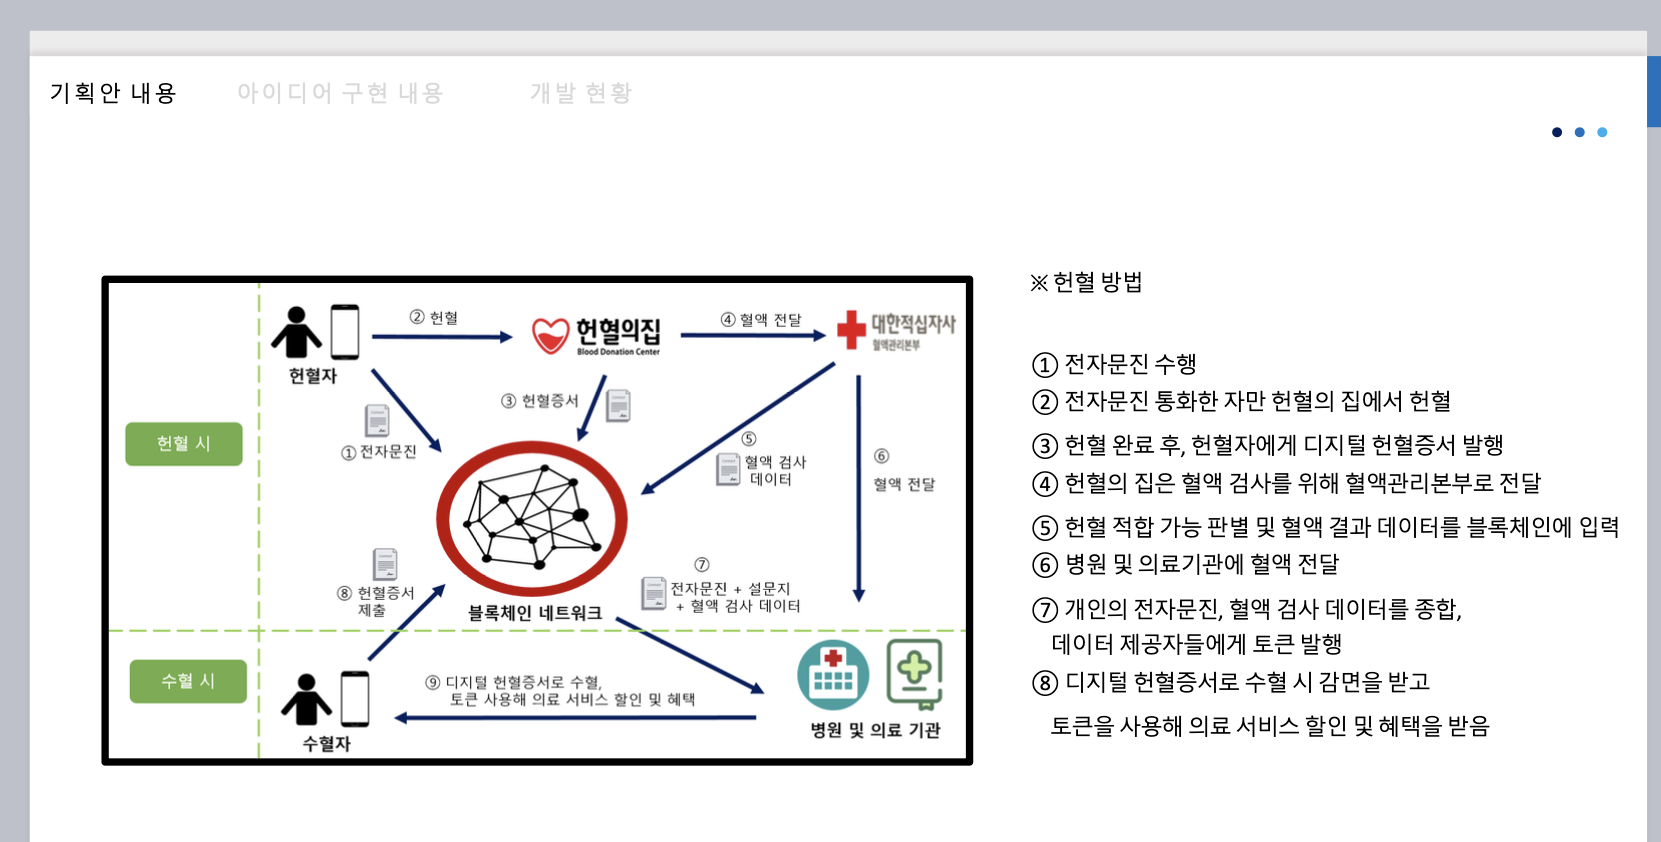 기획안 내용 아이디어 구현 내용 개발 현황
② 헌혈
헌혈의집
Blood Donation Center
④ 혈액 전달
대한적십자사
혈액관리본부
헌혈자
③ 헌혈증서
① 전자문진
헌혈 시
⑤
혈액 검사
데이터
⑥
혈액 전달
⑧ 헌혈증서
제출
블록체인 네트워크
⑦
전자문진 + 설문지
+ 혈액 검사 데이터
수혈 시
⑨ 디지털 헌혈증서로 수혈,
토큰 사용해 의료 서비스 할인 및 혜택
수혈자
병원 및 의료 기관
※ 헌혈 방법
① 전자문진 수행
② 전자문진 통화한 자만 헌혈의 집에서 헌혈
③ 헌혈 완료 후, 헌혈자에게 디지털 헌혈증서 발행
④ 헌혈의 집은 혈액 검사를 위해 혈액관리본부로 전달
⑤ 헌혈 적합 가능 판별 및 혈액 결과 데이터를 블록체인에 입력
⑥ 병원 및 의료기관에 혈액 전달
⑦ 개인의 전자문진, 혈액 검사 데이터를 종합,
데이터 제공자들에게 토큰 발행
⑧ 디지털 헌혈증서로 수혈 시 감면을 받고
토큰을 사용해 의료 서비스 할인 및 혜택을 받음